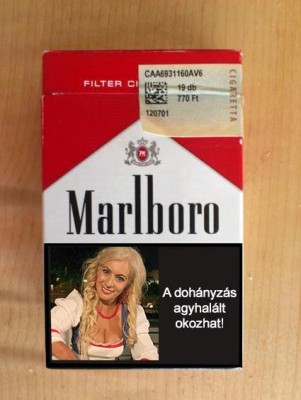 CAA6931160AV6
19 db
770 Ft
120701
CIGARETTA
FILTER CI
Marlboro
A dohányzás
agyhalált
okozhat!